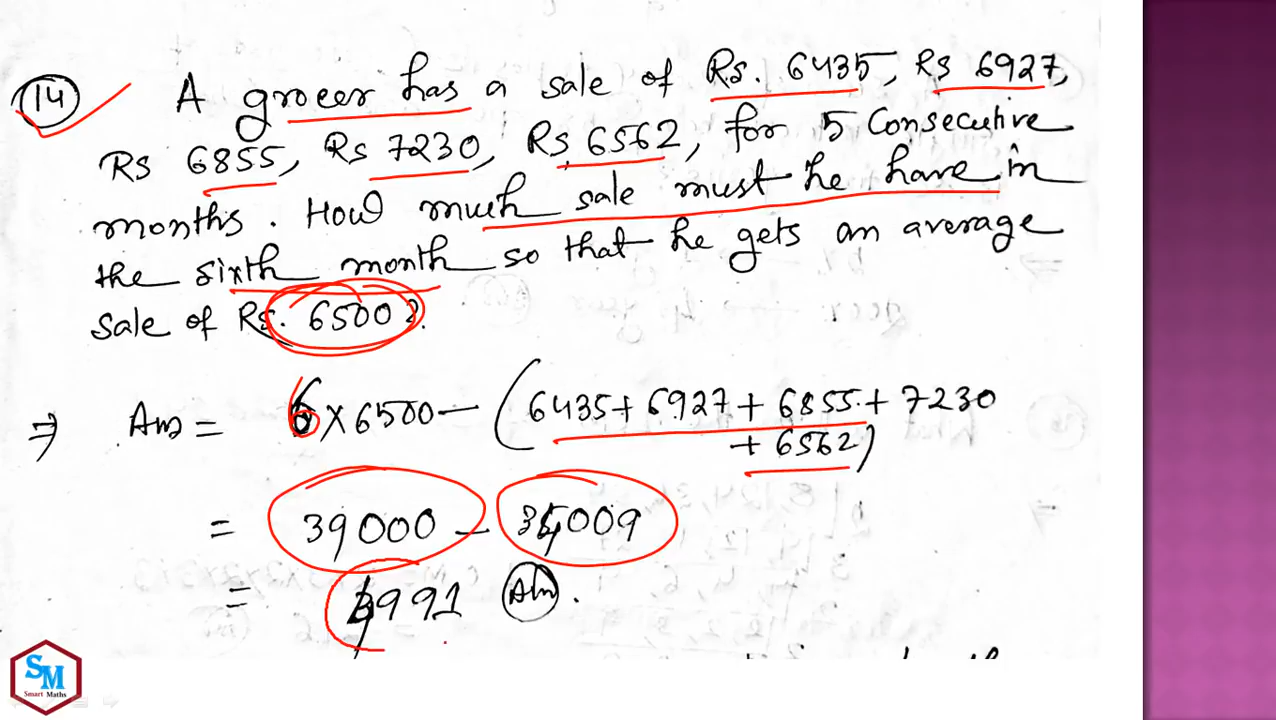 14 A grocer has a sale of Rs. 6435, Rs 6927,
Rs 6855, Rs 7230, Rs 6562, for 5 Consecutive
months. How much sale must he have in
the sixth month so that he gets an average
sale of Rs. 6500?
⇒ Ans = 6 × 6500 - (6435 + 6927 + 6855 + 7230
+ 6562)
= 39000 - 34009
= 4991 Ans.
SM
Smart Maths